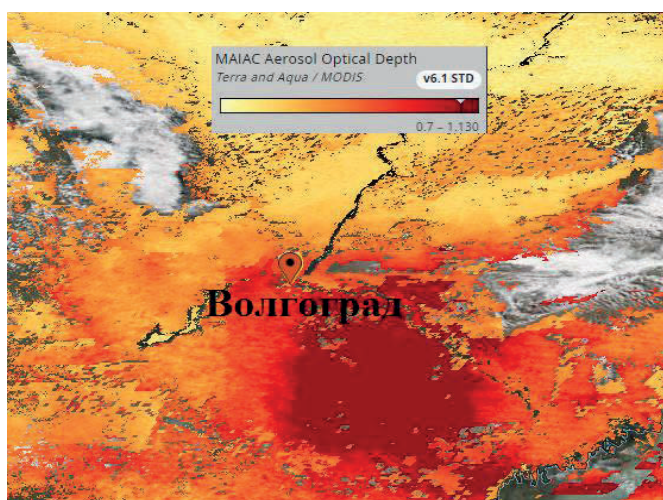 MAIAC Aerosol Optical Depth
Terra and Aqua / MODIS
v6.1 STD
0.7 – 1.130
Волгоград